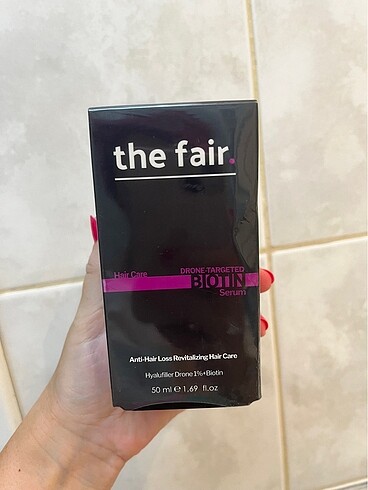 the fair.
Hair Care
DRONE-TARGETED
BIOTIN
Serum
Anti-Hair Loss Revitalizing Hair Care
Hyalufiller Drone 1%+Biotin
50 ml ℮ 1.69 fl.oz